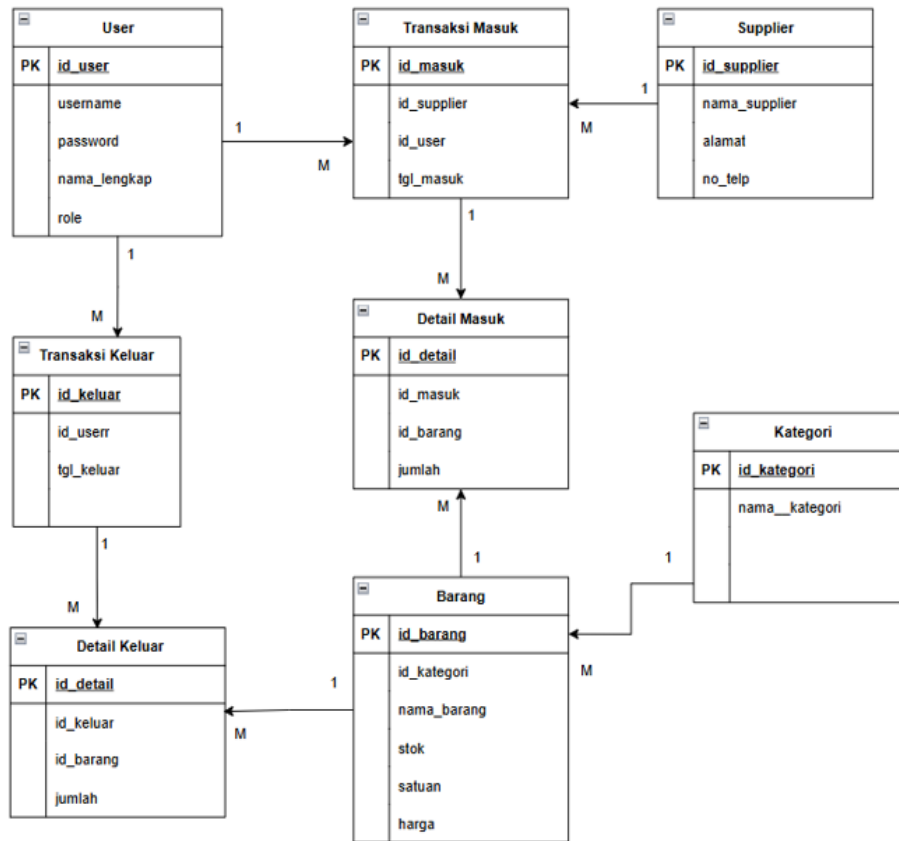 User
PK id_user
username
password
nama_lengkap
role
1
M
1
M
Transaksi Masuk
PK id_masuk
id_supplier
id_user
tgl_masuk
1
M
1
M
Supplier
PK id_supplier
nama_supplier
alamat
no_telp
Transaksi Keluar
PK id_keluar
id_userr
tgl_keluar
1
M
Detail Masuk
PK id_detail
id_masuk
id_barang
jumlah
M
1
Kategori
PK id_kategori
nama__kategori
1
M
Detail Keluar
PK id_detail
id_keluar
id_barang
jumlah
1
M
Barang
PK id_barang
id_kategori
nama_barang
stok
satuan
harga